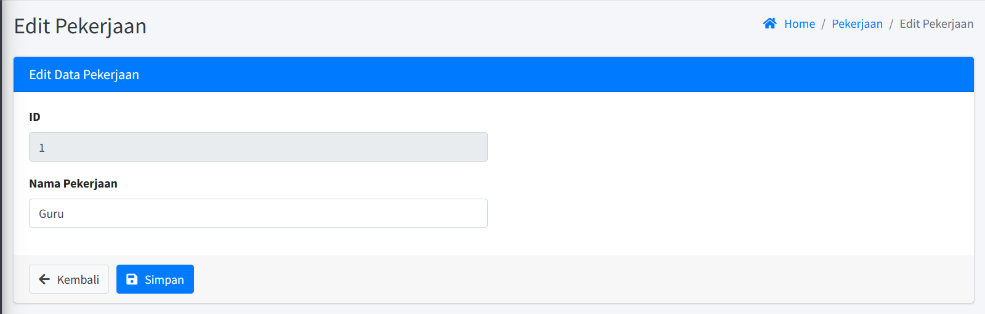 Edit Pekerjaan
Home / Pekerjaan / Edit Pekerjaan
Edit Data Pekerjaan
ID
1
Nama Pekerjaan
Guru
Kembali
Simpan